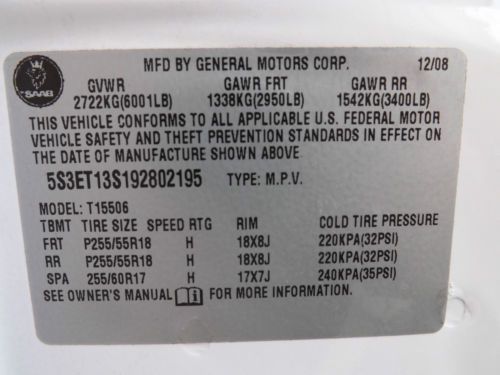 SAAB
MFD BY GENERAL MOTORS CORP. 12/08
GVWR GAWR FRT GAWR RR
2722KG(6001LB) 1338KG(2950LB) 1542KG(3400LB)
THIS VEHICLE CONFORMS TO ALL APPLICABLE U.S. FEDERAL MOTOR
VEHICLE SAFETY AND THEFT PREVENTION STANDARDS IN EFFECT ON
THE DATE OF MANUFACTURE SHOWN ABOVE
5S3ET13S192802195 TYPE: M.P.V.
MODEL: T15506
TBMT TIRE SIZE SPEED RTG RIM COLD TIRE PRESSURE
FRT P255/55R18 H 18X8J 220KPA(32PSI)
RR P255/55R18 H 18X8J 220KPA(32PSI)
SPA 255/60R17 H 17X7J 240KPA(35PSI)
SEE OWNER'S MANUAL i FOR MORE INFORMATION.